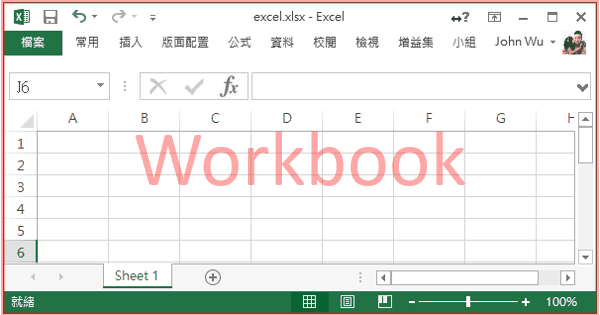 excel.xlsx - Excel
檔案 常用 插入 版面配置 公式 資料 校閱 檢視 增益集 小組 John Wu
J6 fx
A B C D E F G H
1
2
3
4
5
6
Workbook
Sheet 1
就緒 100%